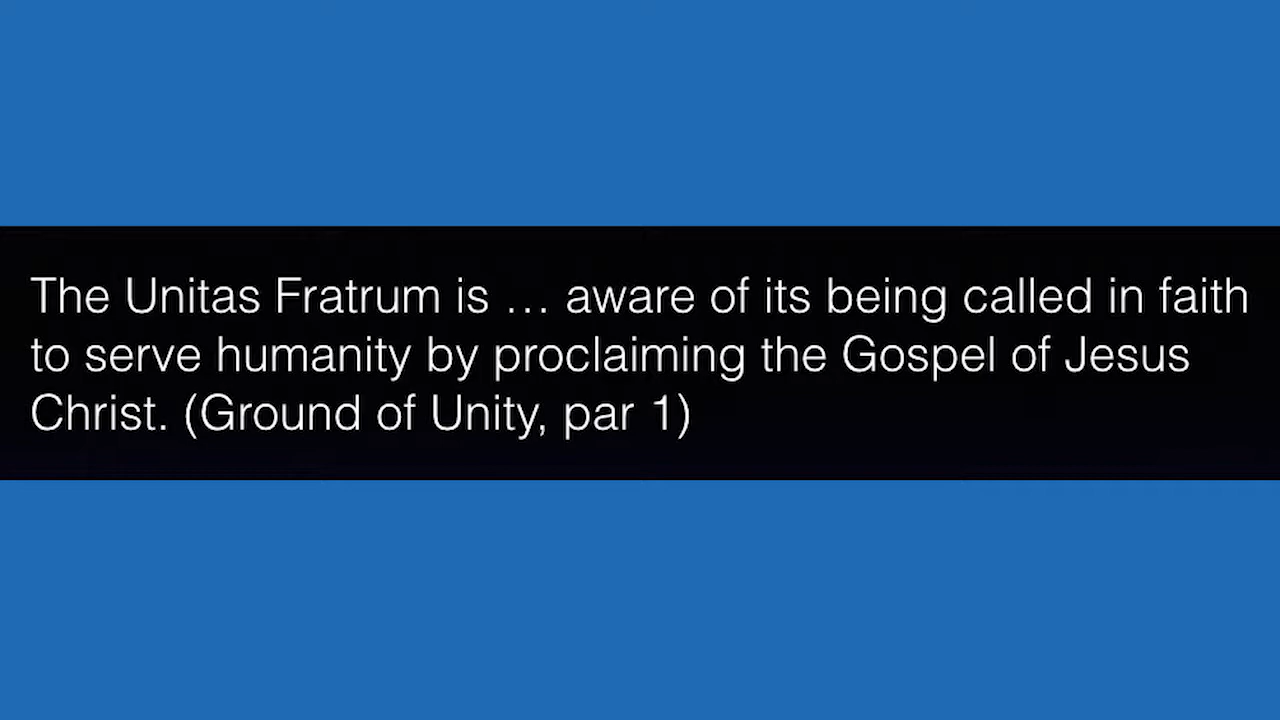 The Unitas Fratrum is … aware of its being called in faith
to serve humanity by proclaiming the Gospel of Jesus
Christ. (Ground of Unity, par 1)